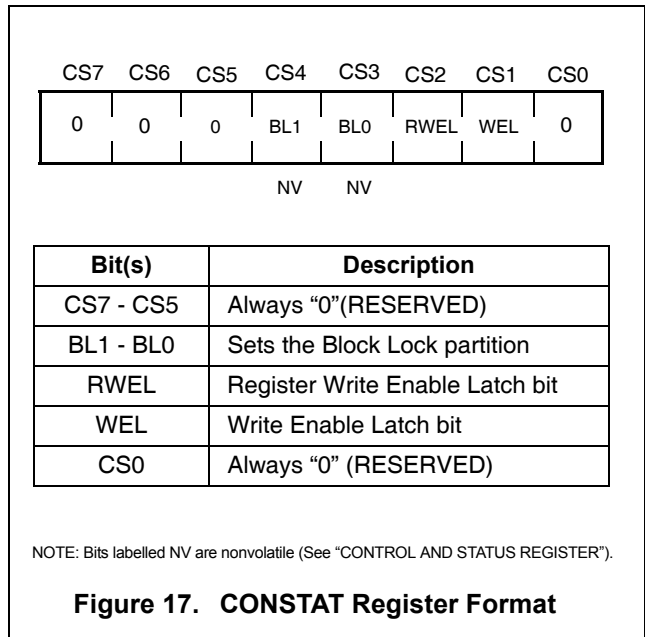 CS7 CS6 CS5 CS4 CS3 CS2 CS1 CS0
0 0 0 BL1 BL0 RWEL WEL 0
NV NV
Bit(s) Description
CS7 - CS5 Always “0”(RESERVED)
BL1 - BL0 Sets the Block Lock partition
RWEL Register Write Enable Latch bit
WEL Write Enable Latch bit
CS0 Always “0” (RESERVED)
NOTE: Bits labelled NV are nonvolatile (See “CONTROL AND STATUS REGISTER”).
Figure 17. CONSTAT Register Format